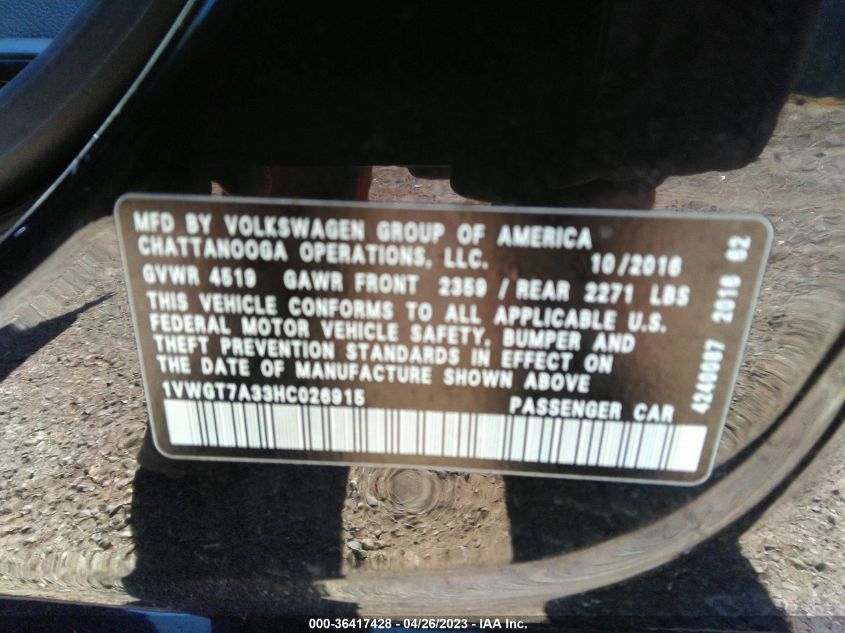 MFD BY VOLKSWAGEN GROUP OF AMERICA
CHATTANOOGA OPERATIONS, LLC. 10/2016
GVWR 4519 GAWR FRONT 2359 / REAR 2271 LBS
THIS VEHICLE CONFORMS TO ALL APPLICABLE U.S.
FEDERAL MOTOR VEHICLE SAFETY, BUMPER AND
THEFT PREVENTION STANDARDS IN EFFECT ON
THE DATE OF MANUFACTURE SHOWN ABOVE
1VWGT7A33HC026915 PASSENGER CAR
4240087 2016 62
000-36417428 - 04/26/2023 - IAA Inc.